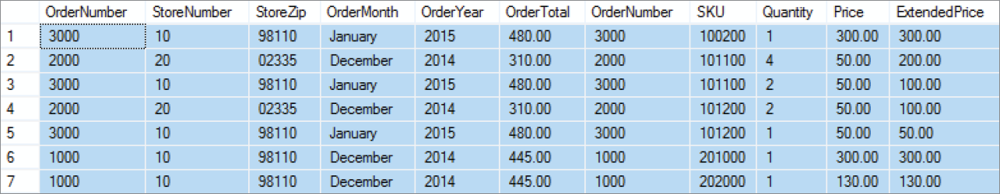 OrderNumber StoreNumber StoreZip OrderMonth OrderYear OrderTotal OrderNumber SKU Quantity Price ExtendedPrice
1 3000 10 98110 January 2015 480.00 3000 100200 1 300.00 300.00
2 2000 20 02335 December 2014 310.00 2000 101100 4 50.00 200.00
3 3000 10 98110 January 2015 480.00 3000 101100 2 50.00 100.00
4 2000 20 02335 December 2014 310.00 2000 101200 2 50.00 100.00
5 3000 10 98110 January 2015 480.00 3000 101200 1 50.00 50.00
6 1000 10 98110 December 2014 445.00 1000 201000 1 300.00 300.00
7 1000 10 98110 December 2014 445.00 1000 202000 1 130.00 130.00